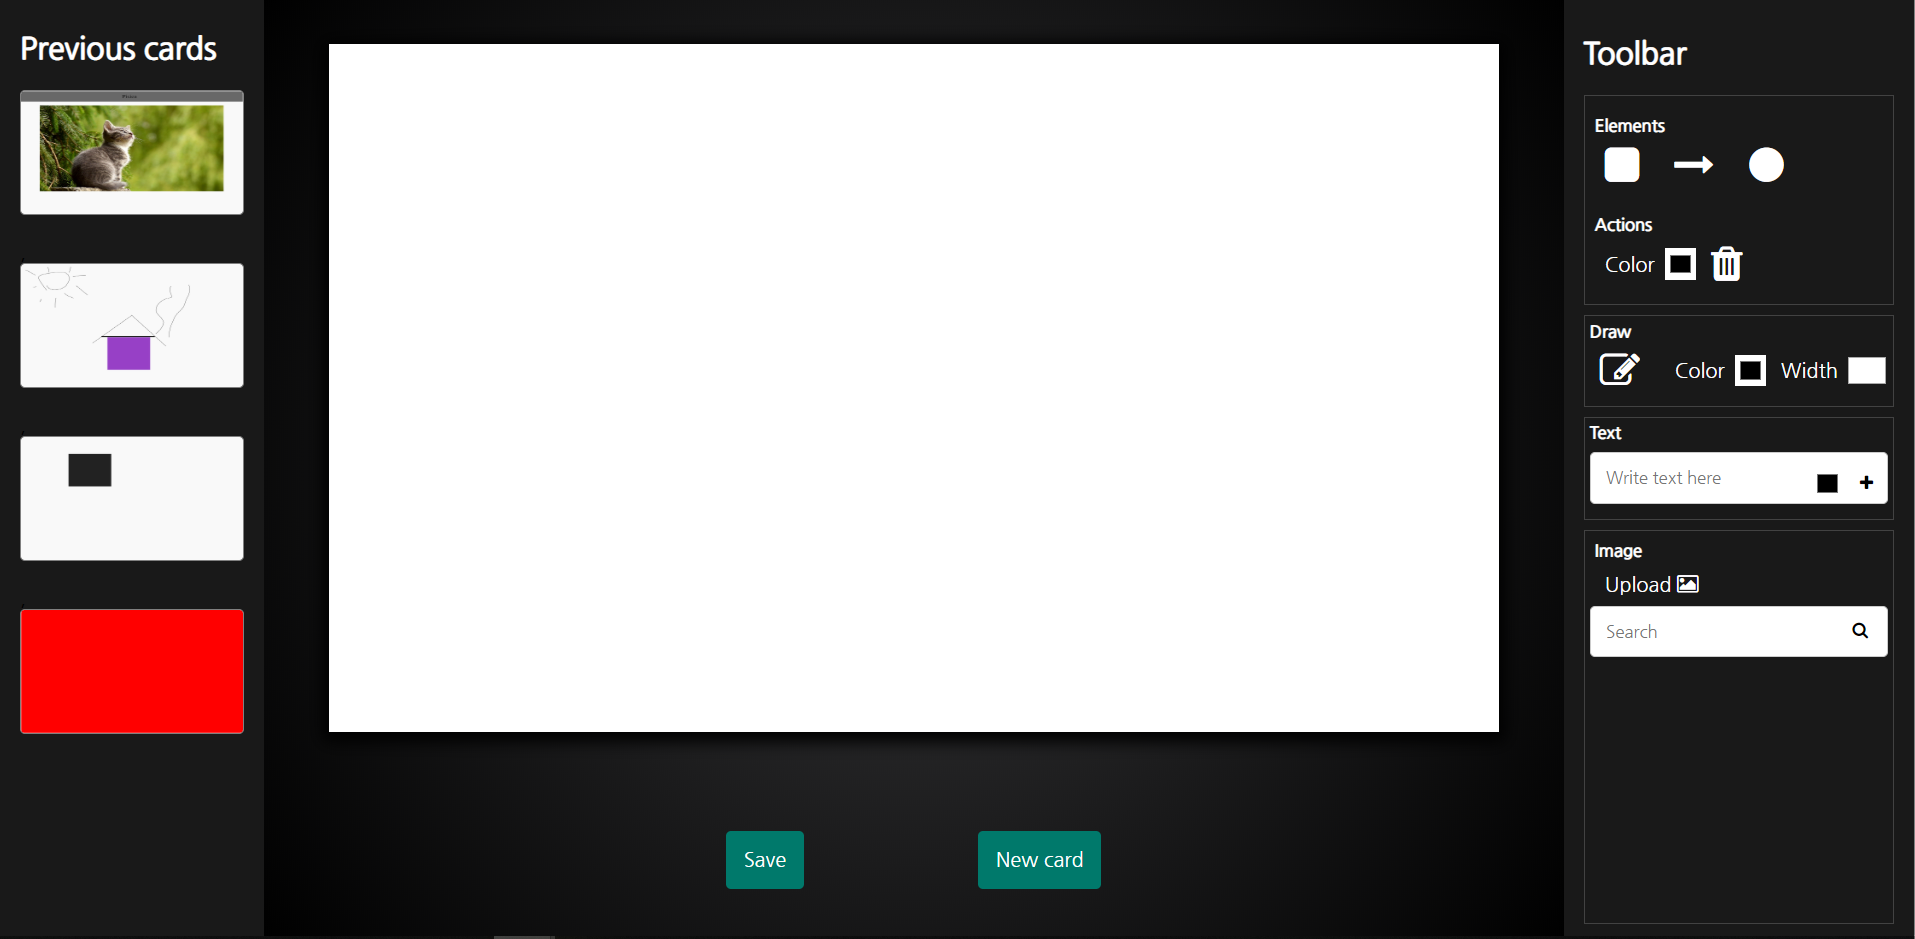 Previous cards
Toolbar
Elements
Actions
Color
Draw
Color Width
Text
Write text here
Image
Upload
Search
Save
New card